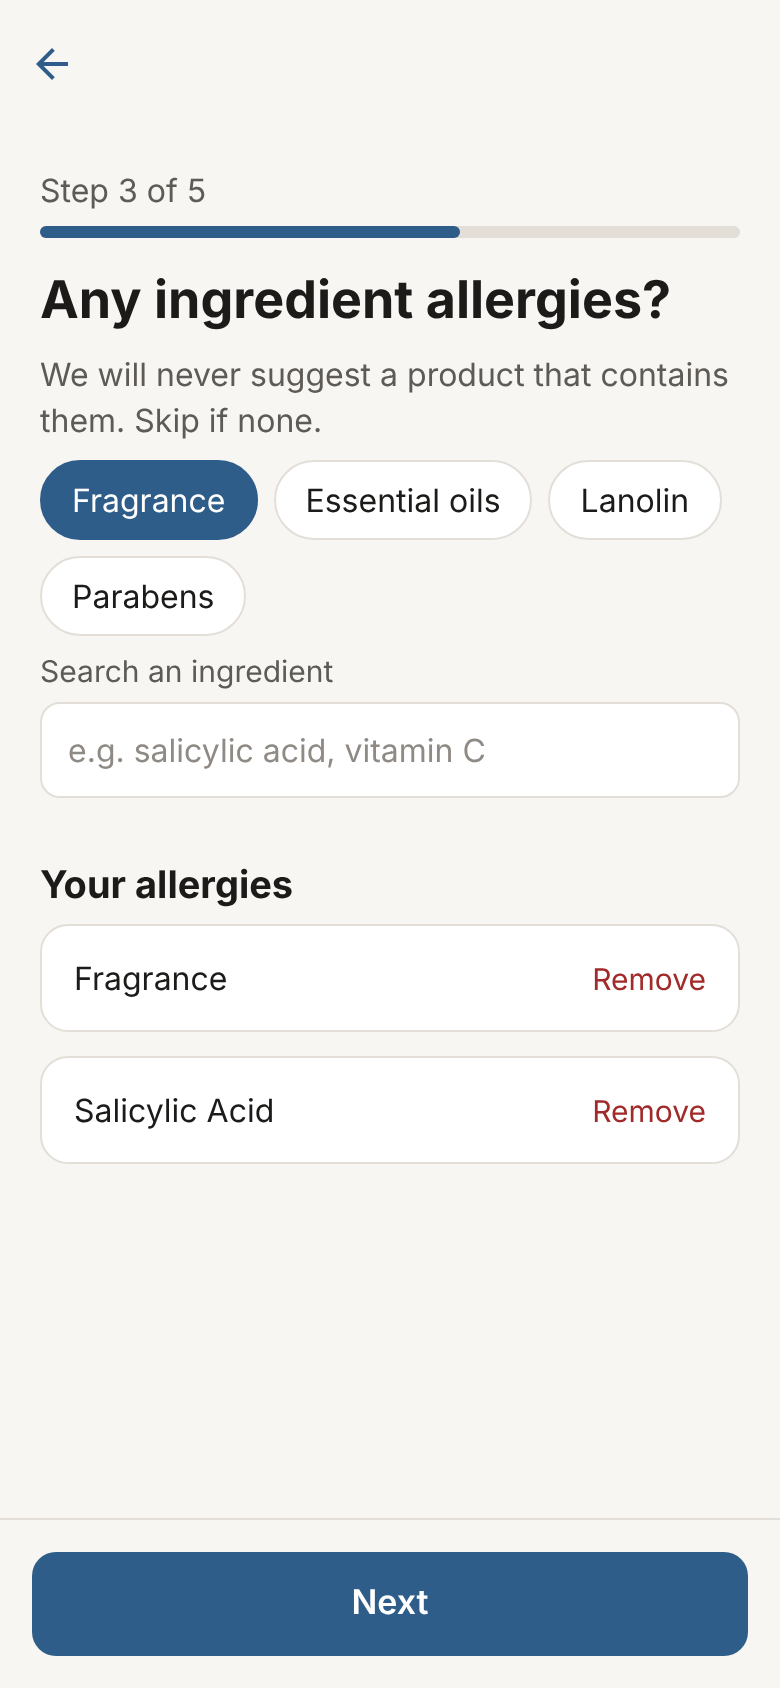 Step 3 of 5
Any ingredient allergies?
We will never suggest a product that contains
them. Skip if none.
Fragrance
Essential oils
Lanolin
Parabens
Search an ingredient
e.g. salicylic acid, vitamin C
Your allergies
Fragrance
Remove
Salicylic Acid
Remove
Next